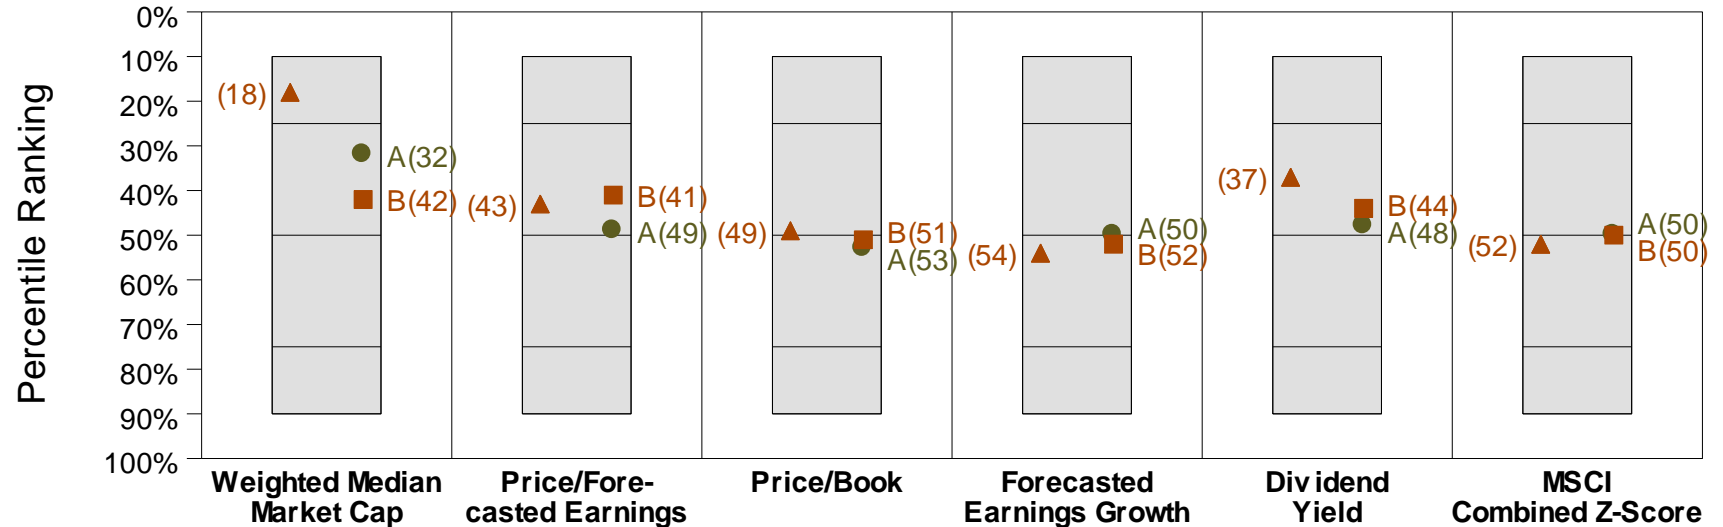 Percentile Ranking
0%
10%
20%
30%
40%
50%
60%
70%
80%
90%
100%
(18)
A(32)
B(42)
(43)
B(41)
A(49)
(49)
B(51)
A(53)
(54)
A(50)
B(52)
(37)
B(44)
A(48)
(52)
A(50)
B(50)
Weighted Median
Market Cap
Price/Fore-
casted Earnings
Price/Book
Forecasted
Earnings Growth
Dividend
Yield
MSCI
Combined Z-Score